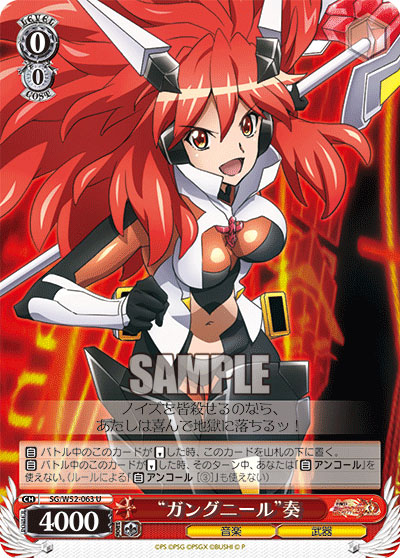 LEVEL
0
0
COST
SAMPLE
ノイズを皆殺せるのなら、
あたしは喜んで地獄に落ちるッ!
【自】 バトル中のこのカードが【リバース】した時、このカードを山札の下に置く。
【自】 バトル中のこのカードが【リバース】した時、そのターン中、あなたは『【自】 アンコール』を
使えない。(ルールによる『【自】 アンコール [③]』も使えない)
CH
SG/W52-063 U
POWER
4000
“ガングニール”奏
音楽
武器
©PS ©PSG ©PSGX ©BUSHI ©P